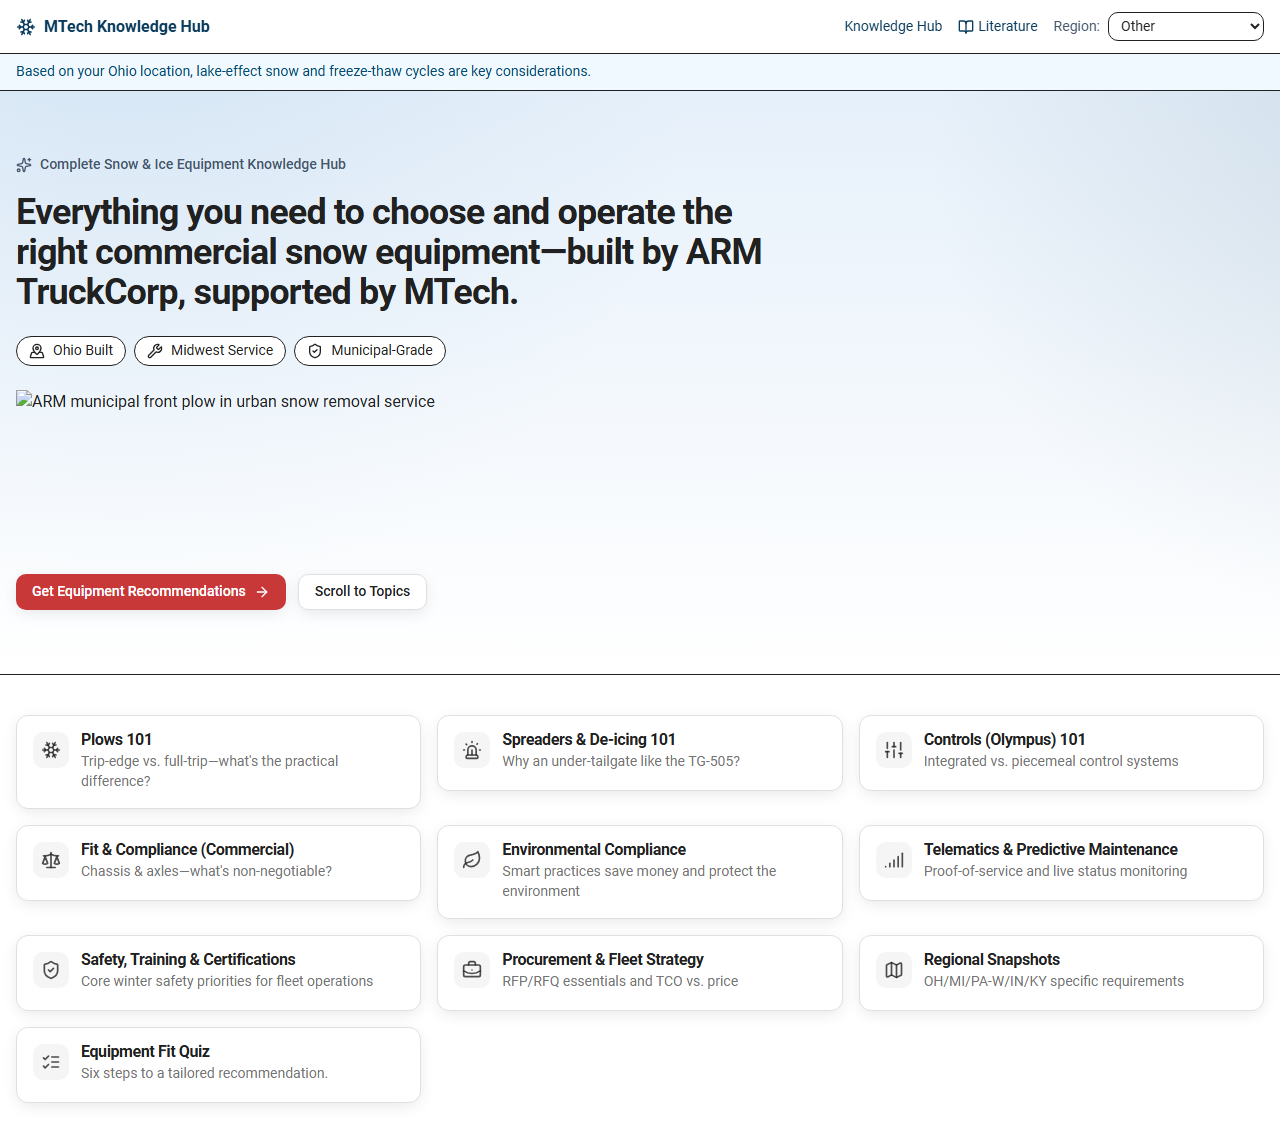 MTech Knowledge Hub
Knowledge Hub
Literature
Region:
Other
Based on your Ohio location, lake-effect snow and freeze-thaw cycles are key considerations.
Complete Snow & Ice Equipment Knowledge Hub
Everything you need to choose and operate the
right commercial snow equipment—built by ARM
TruckCorp, supported by MTech.
Ohio Built
Midwest Service
Municipal-Grade
ARM municipal front plow in urban snow removal service
Get Equipment Recommendations
Scroll to Topics
Plows 101
Trip-edge vs. full-trip—what's the practical
difference?
Spreaders & De-icing 101
Why an under-tailgate like the TG-505?
Controls (Olympus) 101
Integrated vs. piecemeal control systems
Fit & Compliance (Commercial)
Chassis & axles—what's non-negotiable?
Environmental Compliance
Smart practices save money and protect the
environment
Telematics & Predictive Maintenance
Proof-of-service and live status monitoring
Safety, Training & Certifications
Core winter safety priorities for fleet operations
Procurement & Fleet Strategy
RFP/RFQ essentials and TCO vs. price
Regional Snapshots
OH/MI/PA-W/IN/KY specific requirements
Equipment Fit Quiz
Six steps to a tailored recommendation.